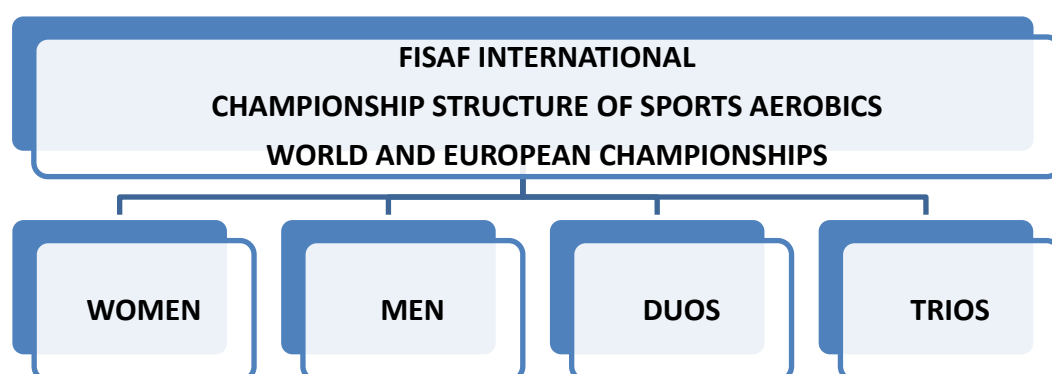 FISAF INTERNATIONAL
CHAMPIONSHIP STRUCTURE OF SPORTS AEROBICS
WORLD AND EUROPEAN CHAMPIONSHIPS
WOMEN
MEN
DUOS
TRIOS